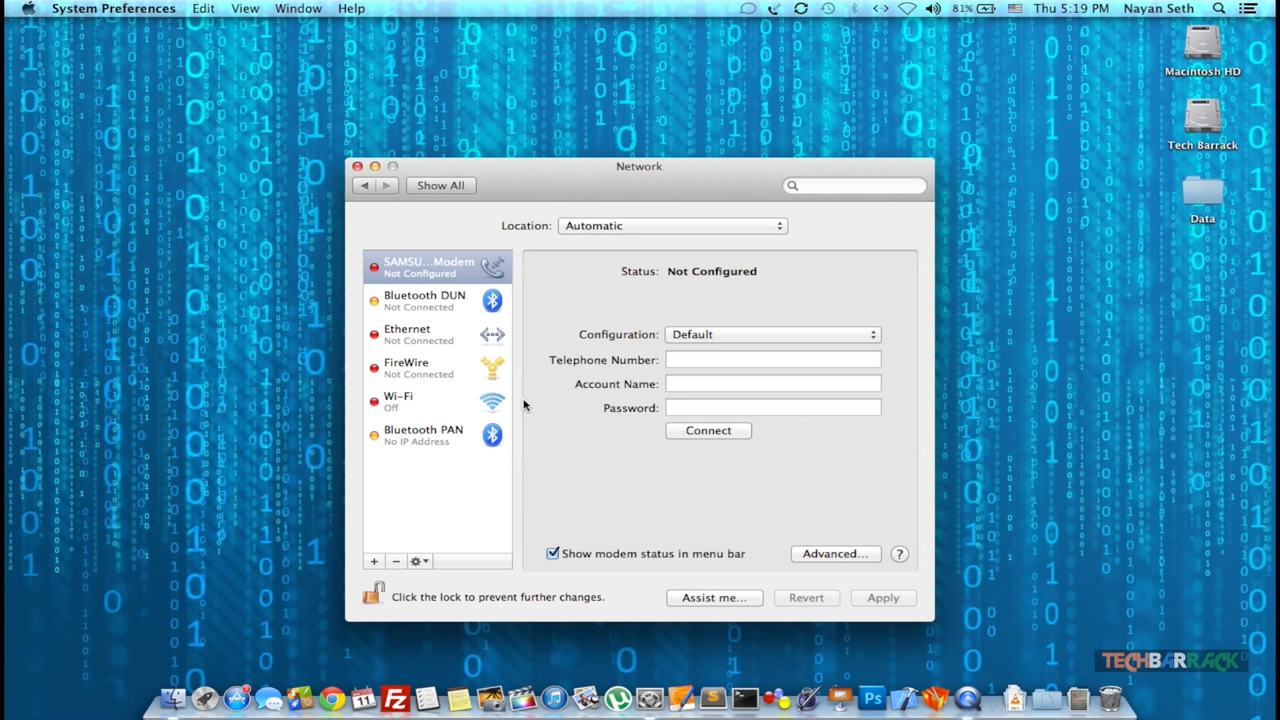 System Preferences Edit View Window Help 81% Thu 5:19 PM Nayan Seth
Macintosh HD
Tech Barrack
Data
Network
Show All
Location: Automatic
SAMSU...Modem
Not Configured
Bluetooth DUN
Not Connected
Ethernet
Not Connected
FireWire
Not Connected
Wi-Fi
Off
Bluetooth PAN
No IP Address
Status: Not Configured
Configuration: Default
Telephone Number:
Account Name:
Password:
Connect
Show modem status in menu bar
Advanced... ?
Click the lock to prevent further changes.
Assist me... Revert Apply
TECHBARRACK
Fz
Ps